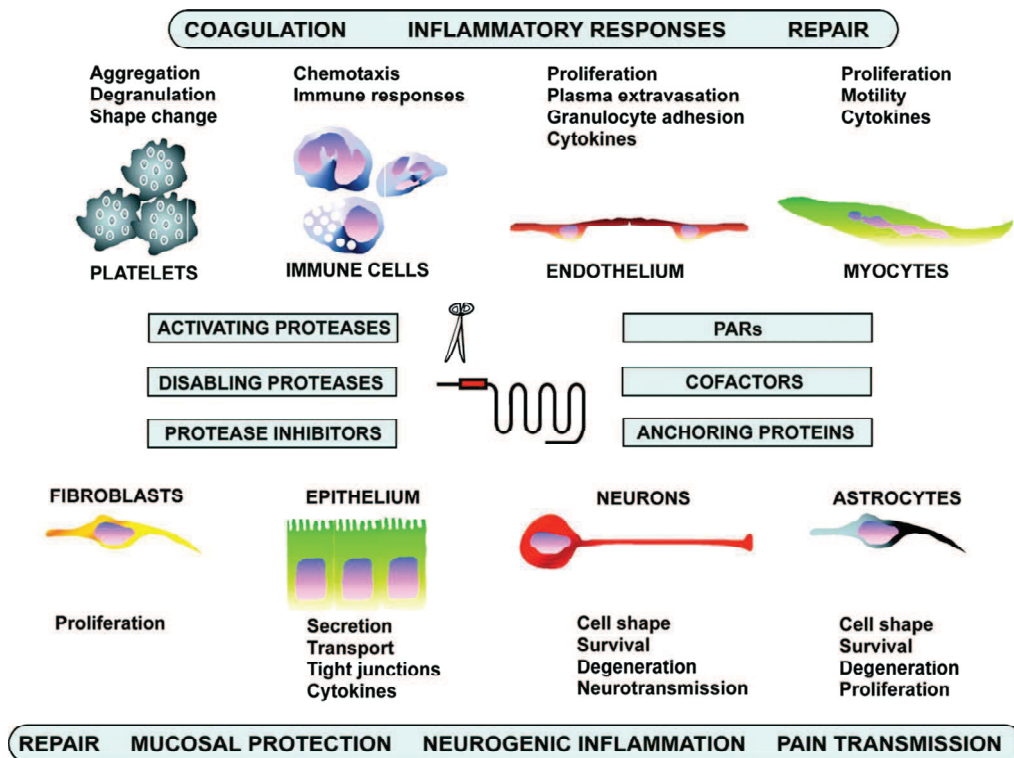 COAGULATION INFLAMMATORY RESPONSES REPAIR
Aggregation
Degranulation
Shape change
Chemotaxis
Immune responses
Proliferation
Plasma extravasation
Granulocyte adhesion
Cytokines
Proliferation
Motility
Cytokines
PLATELETS
IMMUNE CELLS
ENDOTHELIUM
MYOCYTES
ACTIVATING PROTEASES
DISABLING PROTEASES
PROTEASE INHIBITORS
PARs
COFACTORS
ANCHORING PROTEINS
FIBROBLASTS
EPITHELIUM
NEURONS
ASTROCYTES
Proliferation
Secretion
Transport
Tight junctions
Cytokines
Cell shape
Survival
Degeneration
Neurotransmission
Cell shape
Survival
Degeneration
Proliferation
REPAIR MUCOSAL PROTECTION NEUROGENIC INFLAMMATION PAIN TRANSMISSION